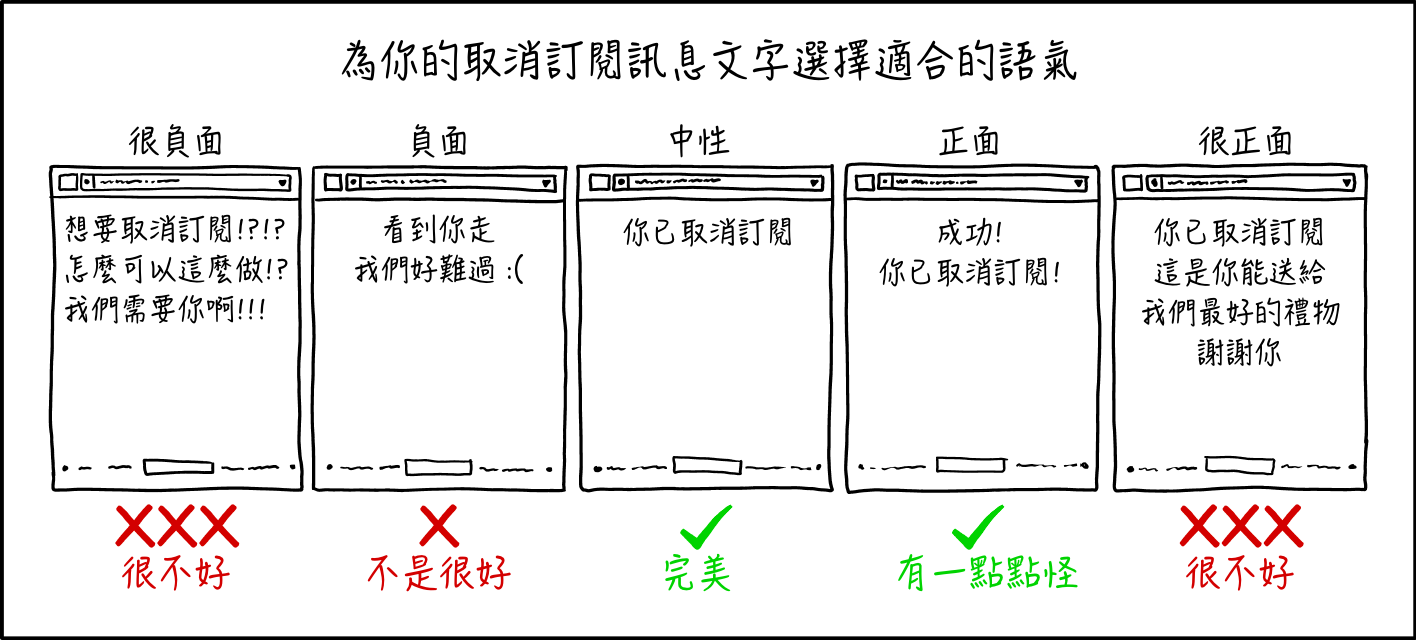 為你的取消訂閱訊息文字選擇適合的語氣
很負面
想要取消訂閱!?!?
怎麼可以這麼做!?
我們需要你啊!!!
很不好
負面
看到你走
我們好難過 :(
不是很好
中性
你已取消訂閱
完美
正面
成功!
你已取消訂閱!
有一點點怪
很正面
你已取消訂閱
這是你能送給
我們最好的禮物
謝謝你
很不好